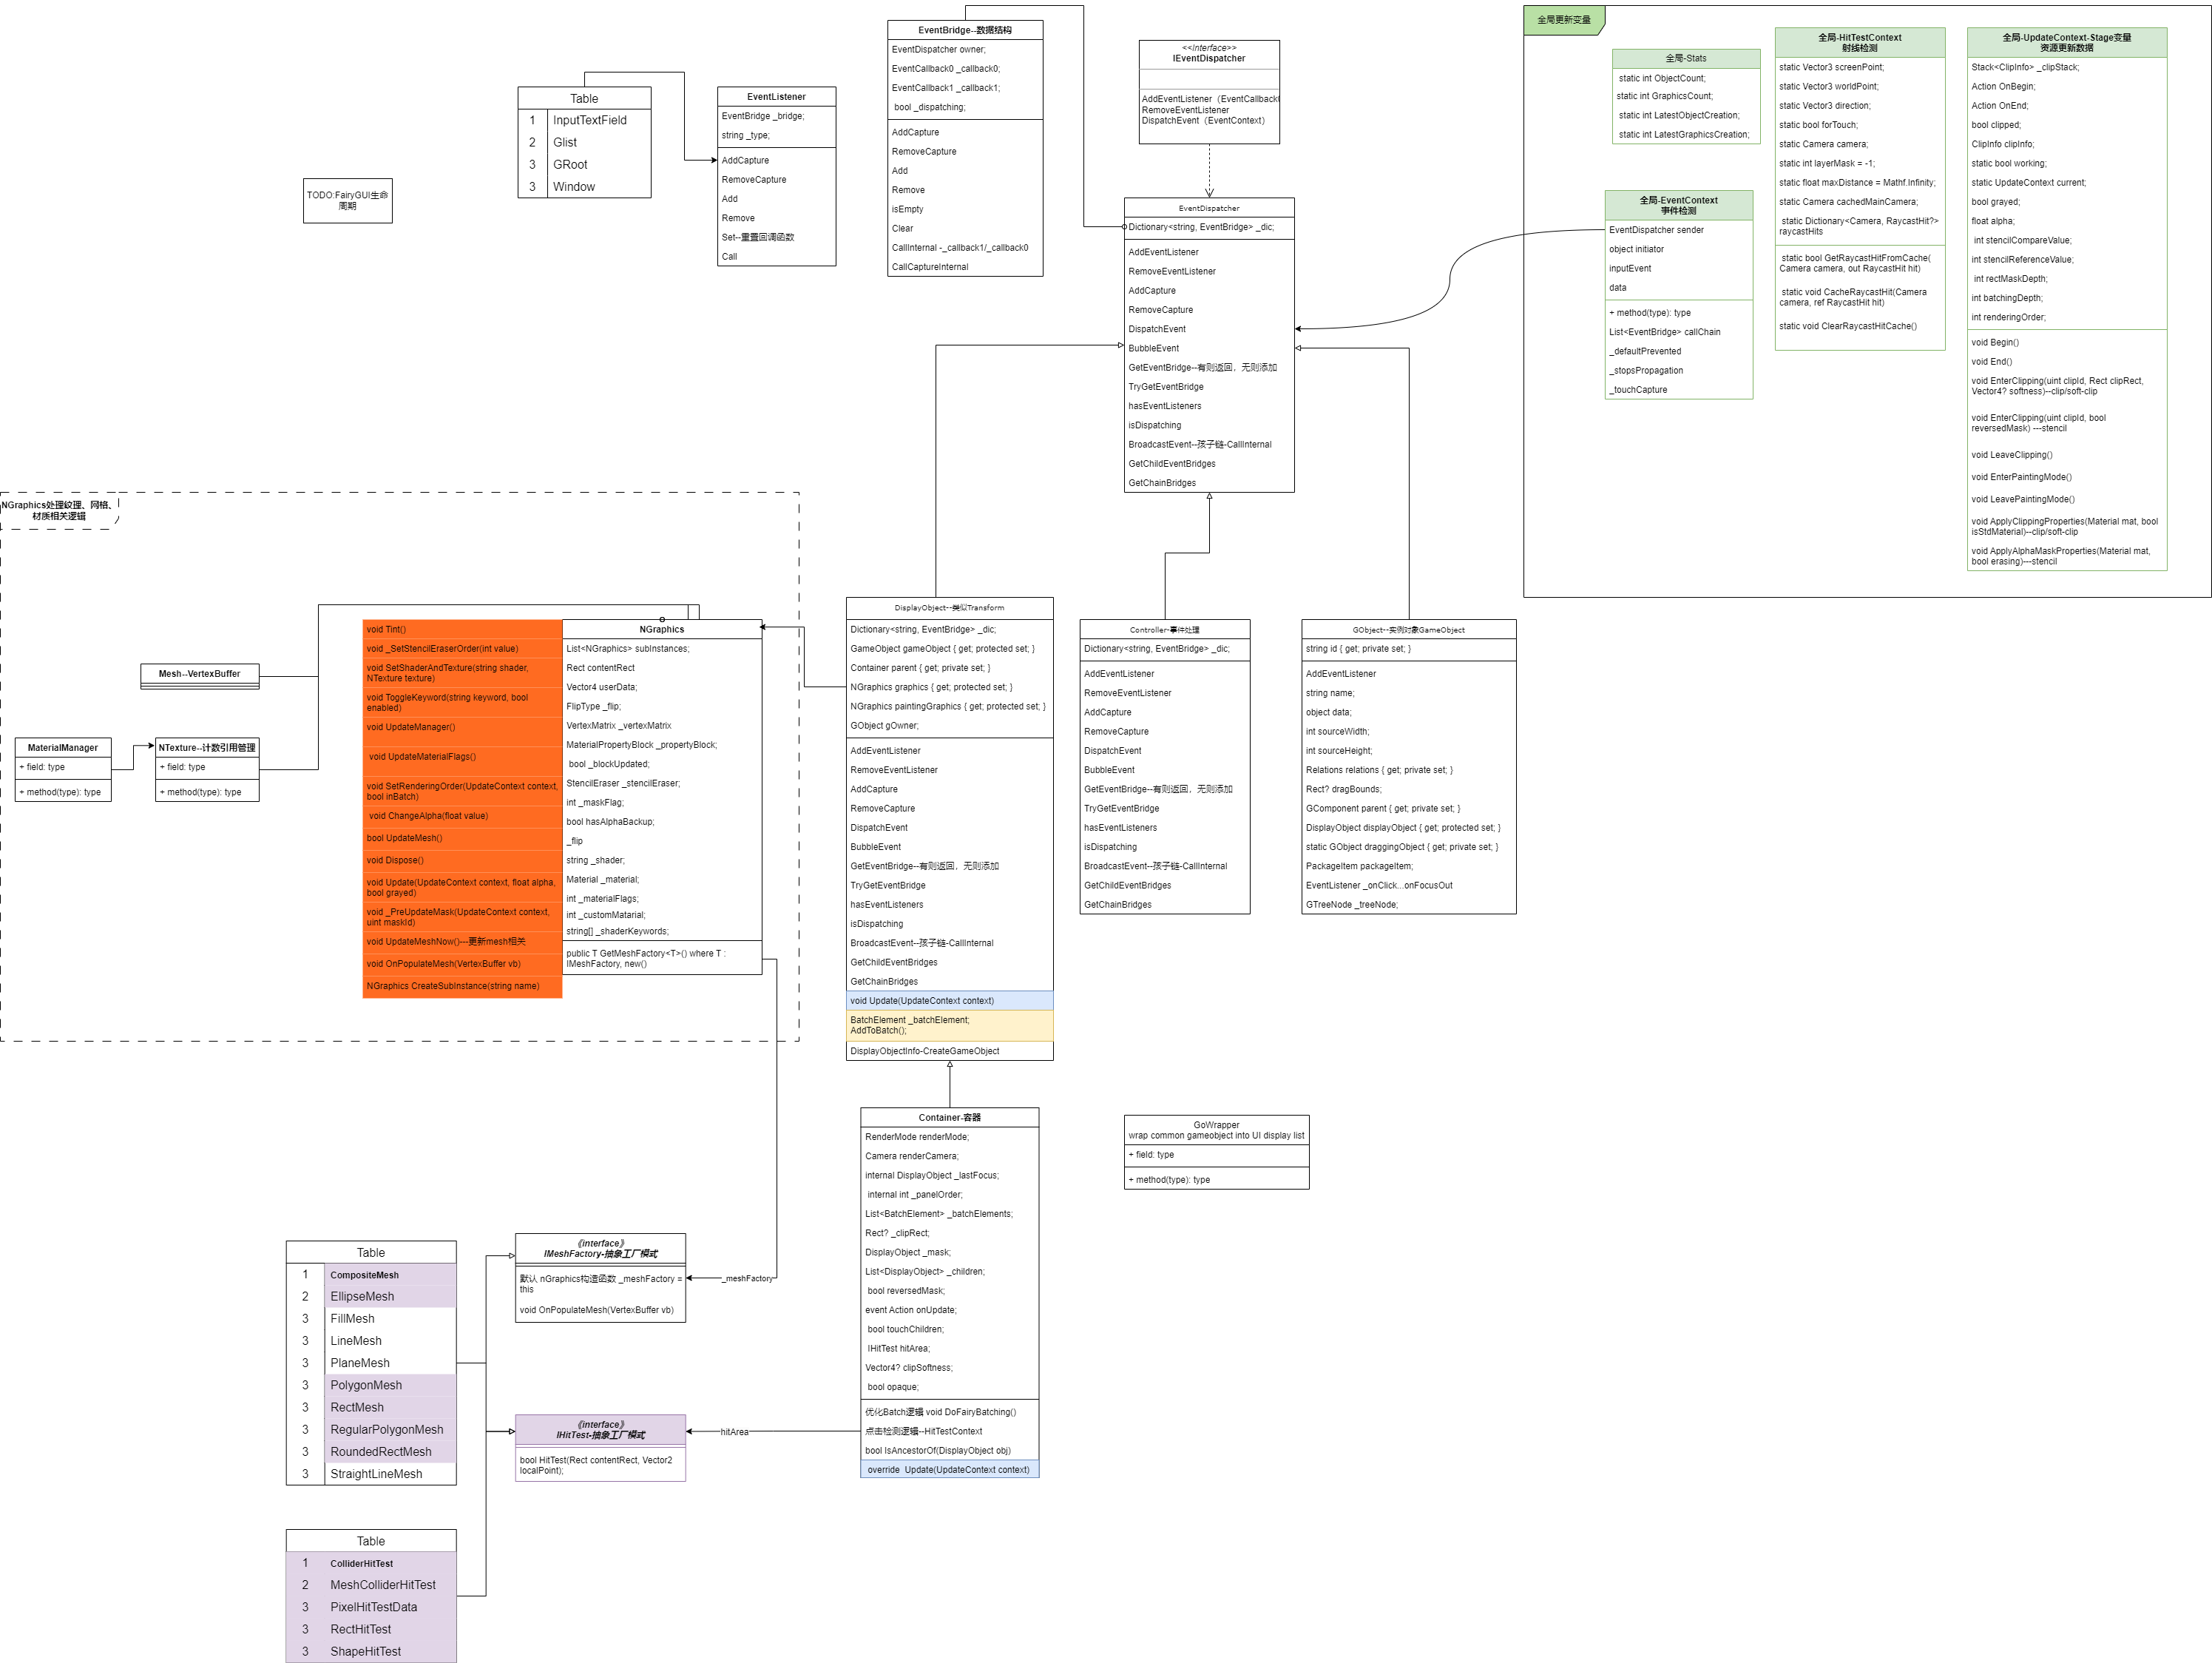 TODO:FairyGUI生命
周期
Table
1 InputTextField
2 Glist
3 GRoot
3 Window
EventListener
EventBridge _bridge;
string _type;
AddCapture
RemoveCapture
Add
Remove
Set--重置回调函数
Call
EventBridge--数据结构
EventDispatcher owner;
EventCallback0 _callback0;
EventCallback1 _callback1;
bool _dispatching;
AddCapture
RemoveCapture
Add
Remove
isEmpty
Clear
CallInternal -_callback1/_callback0
CallCaptureInternal
<<Interface>>
IEventDispatcher
AddEventListener（EventCallback0
RemoveEventListener
DispatchEvent（EventContext）
EventDispatcher
Dictionary<string, EventBridge> _dic;
AddEventListener
RemoveEventListener
AddCapture
RemoveCapture
DispatchEvent
BubbleEvent
GetEventBridge--有则返回，无则添加
TryGetEventBridge
hasEventListeners
isDispatching
BroadcastEvent--孩子链-CallInternal
GetChildEventBridges
GetChainBridges
全局更新变量
全局-Stats
static int ObjectCount;
static int GraphicsCount;
static int LatestObjectCreation;
static int LatestGraphicsCreation;
全局-EventContext
事件检测
EventDispatcher sender
object initiator
inputEvent
data
+ method(type): type
List<EventBridge> callChain
_defaultPrevented
_stopsPropagation
_touchCapture
全局-HitTestContext
射线检测
static Vector3 screenPoint;
static Vector3 worldPoint;
static Vector3 direction;
static bool forTouch;
static Camera camera;
static int layerMask = -1;
static float maxDistance = Mathf.Infinity;
static Camera cachedMainCamera;
static Dictionary<Camera, RaycastHit?>
raycastHits
static bool GetRaycastHitFromCache(
Camera camera, out RaycastHit hit)
static void CacheRaycastHit(Camera
camera, ref RaycastHit hit)
static void ClearRaycastHitCache()
全局-UpdateContext-Stage变量
资源更新数据
Stack<ClipInfo> _clipStack;
Action OnBegin;
Action OnEnd;
bool clipped;
ClipInfo clipInfo;
static bool working;
static UpdateContext current;
bool grayed;
float alpha;
int stencilCompareValue;
int stencilReferenceValue;
int rectMaskDepth;
int batchingDepth;
int renderingOrder;
void Begin()
void End()
void EnterClipping(uint clipId, Rect clipRect,
Vector4? softness)--clip/soft-clip
void EnterClipping(uint clipId, bool
reversedMask) ---stencil
void LeaveClipping()
void EnterPaintingMode()
void LeavePaintingMode()
void ApplyClippingProperties(Material mat, bool
isStdMaterial)--clip/soft-clip
void ApplyAlphaMaskProperties(Material mat,
bool erasing)---stencil
NGraphics处理纹理、网格、
材质相关逻辑
Mesh--VertexBuffer
MaterialManager
+ field: type
+ method(type): type
NTexture--计数引用管理
+ field: type
+ method(type): type
void Tint()
void _SetStencilEraserOrder(int value)
void SetShaderAndTexture(string shader,
NTexture texture)
void ToggleKeyword(string keyword, bool
enabled)
void UpdateManager()
void UpdateMaterialFlags()
void SetRenderingOrder(UpdateContext context,
bool inBatch)
void ChangeAlpha(float value)
bool UpdateMesh()
void Dispose()
void Update(UpdateContext context, float alpha,
bool grayed)
void _PreUpdateMask(UpdateContext context,
uint maskId)
void UpdateMeshNow()---更新mesh相关
void OnPopulateMesh(VertexBuffer vb)
NGraphics CreateSubInstance(string name)
NGraphics
List<NGraphics> subInstances;
Rect contentRect
Vector4 userData;
FlipType _flip;
VertexMatrix _vertexMatrix
MaterialPropertyBlock _propertyBlock;
bool _blockUpdated;
StencilEraser _stencilEraser;
int _maskFlag;
bool hasAlphaBackup;
_flip
string _shader;
Material _material;
int _materialFlags;
int _customMatarial;
string[] _shaderKeywords;
public T GetMeshFactory<T>() where T :
IMeshFactory, new()
DisplayObject--类似Transform
Dictionary<string, EventBridge> _dic;
GameObject gameObject { get; protected set; }
Container parent { get; private set; }
NGraphics graphics { get; protected set; }
NGraphics paintingGraphics { get; protected set; }
GObject gOwner;
AddEventListener
RemoveEventListener
AddCapture
RemoveCapture
DispatchEvent
BubbleEvent
GetEventBridge--有则返回，无则添加
TryGetEventBridge
hasEventListeners
isDispatching
BroadcastEvent--孩子链-CallInternal
GetChildEventBridges
GetChainBridges
void Update(UpdateContext context)
BatchElement _batchElement;
AddToBatch();
DisplayObjectInfo-CreateGameObject
Controller-事件处理
Dictionary<string, EventBridge> _dic;
AddEventListener
RemoveEventListener
AddCapture
RemoveCapture
DispatchEvent
BubbleEvent
GetEventBridge--有则返回，无则添加
TryGetEventBridge
hasEventListeners
isDispatching
BroadcastEvent--孩子链-CallInternal
GetChildEventBridges
GetChainBridges
GObject--实例对象GameObject
string id { get; private set; }
AddEventListener
string name;
object data;
int sourceWidth;
int sourceHeight;
Relations relations { get; private set; }
Rect? dragBounds;
GComponent parent { get; private set; }
DisplayObject displayObject { get; protected set; }
static GObject draggingObject { get; private set; }
PackageItem packageItem;
EventListener _onClick...onFocusOut
GTreeNode _treeNode;
Container-容器
RenderMode renderMode;
Camera renderCamera;
internal DisplayObject _lastFocus;
internal int _panelOrder;
List<BatchElement> _batchElements;
Rect? _clipRect;
DisplayObject _mask;
List<DisplayObject> _children;
bool reversedMask;
event Action onUpdate;
bool touchChildren;
IHitTest hitArea;
Vector4? clipSoftness;
bool opaque;
优化Batch逻辑 void DoFairyBatching()
点击检测逻辑--HitTestContext
bool IsAncestorOf(DisplayObject obj)
override  Update(UpdateContext context)
GoWrapper
wrap common gameobject into UI display list
+ field: type
+ method(type): type
《interface》
IMeshFactory-抽象工厂模式
默认 nGraphics构造函数 _meshFactory =
this
void OnPopulateMesh(VertexBuffer vb)
_meshFactory
《interface》
IHitTest-抽象工厂模式
bool HitTest(Rect contentRect, Vector2
localPoint);
hitArea
Table
1 CompositeMesh
2 EllipseMesh
3 FillMesh
3 LineMesh
3 PlaneMesh
3 PolygonMesh
3 RectMesh
3 RegularPolygonMesh
3 RoundedRectMesh
3 StraightLineMesh
Table
1 ColliderHitTest
2 MeshColliderHitTest
3 PixelHitTestData
3 RectHitTest
3 ShapeHitTest